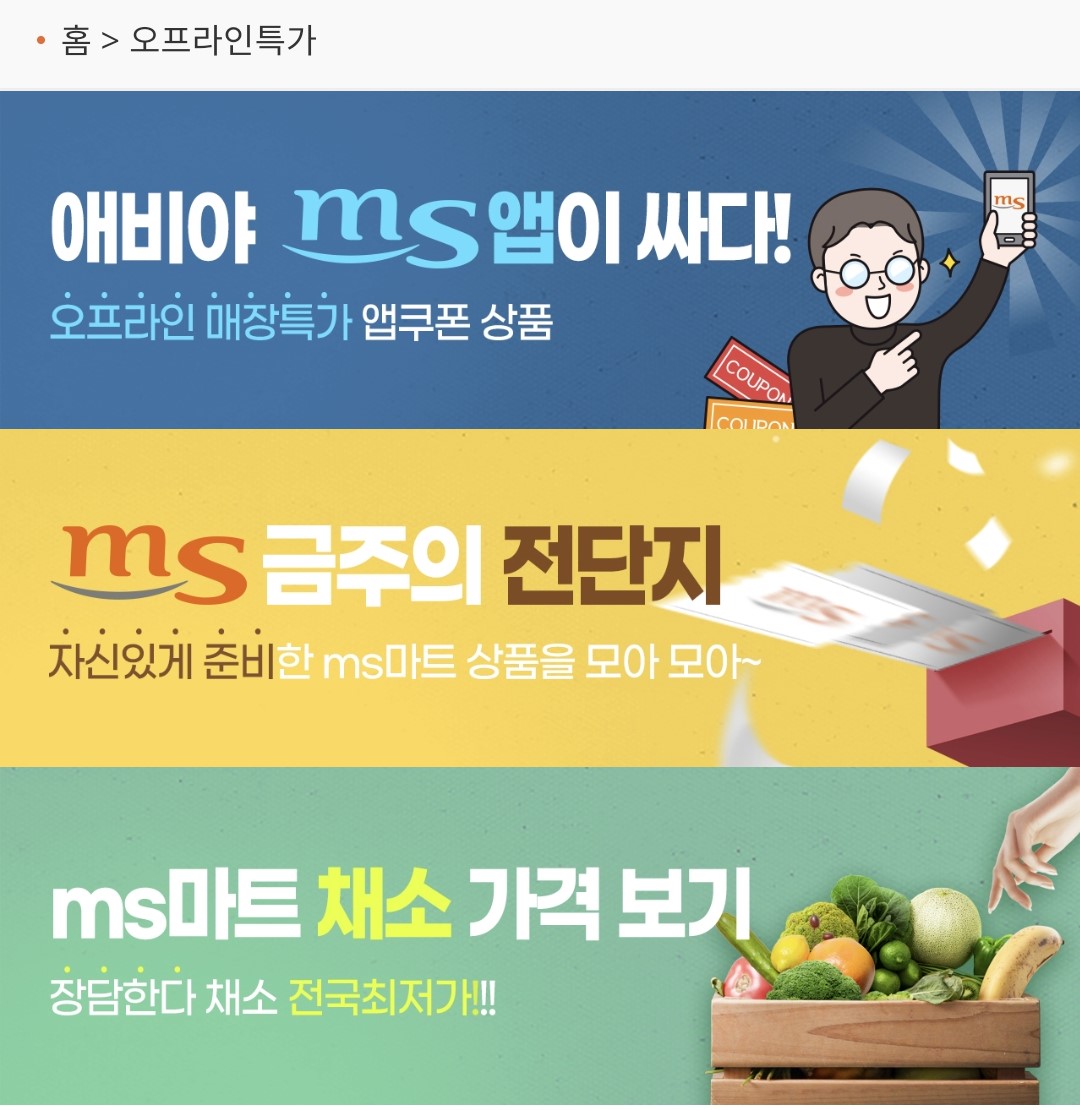 • 홈 > 오프라인특가
애비야 ms앱이 싸다!
오프라인 매장특가 앱쿠폰 상품
ms
COUPON
COUPON
ms 금주의 전단지
자신있게 준비한 ms마트 상품을 모아 모아~
ms
ms마트 채소 가격 보기
장담한다 채소 전국최저가!!!